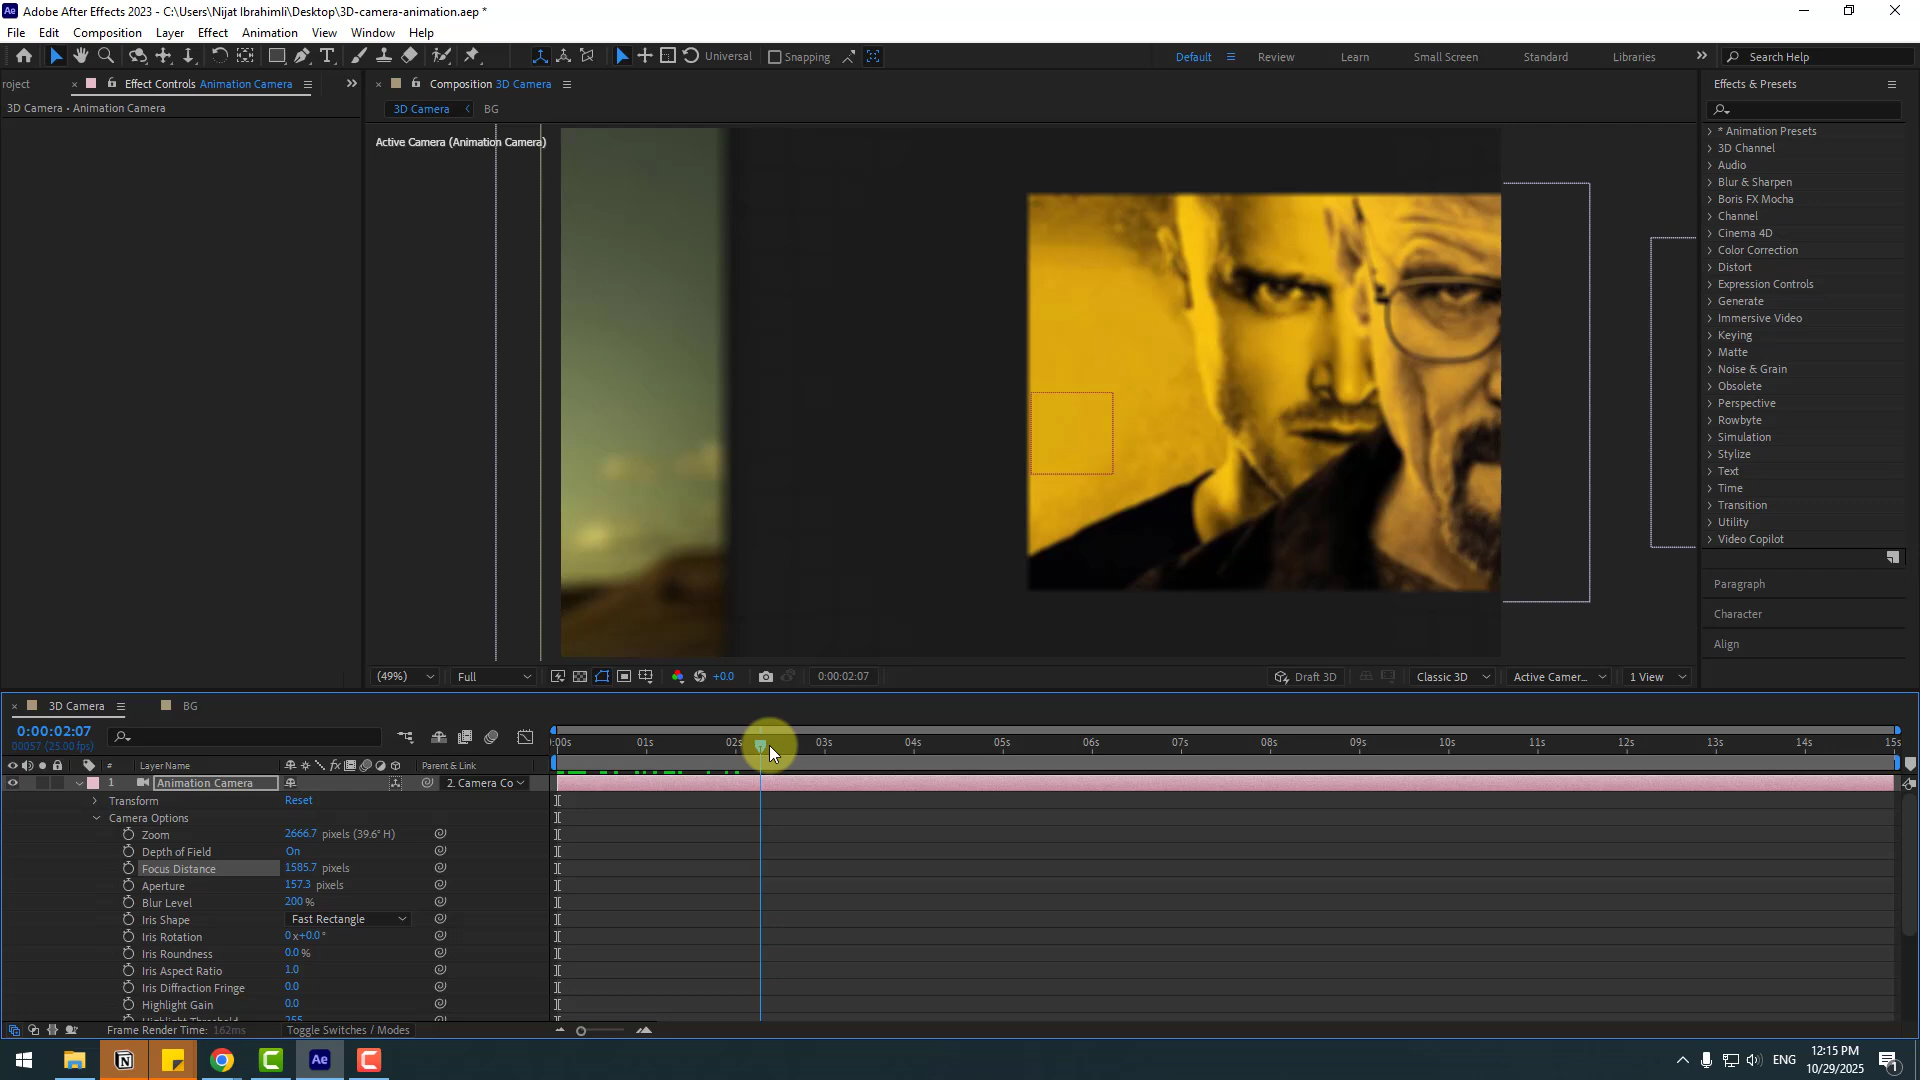 Adobe After Effects 2023 - C:\Users\Nijat Ibrahimli\Desktop\3D-camera-animation.aep *
File Edit Composition Layer Effect Animation View Window Help
Universal Snapping Default Review Learn Small Screen Standard Libraries Search Help
roject Effect Controls Animation Camera
3D Camera • Animation Camera
Composition 3D Camera
3D Camera BG
Active Camera (Animation Camera)
Effects & Presets
* Animation Presets
3D Channel
Audio
Blur & Sharpen
Boris FX Mocha
Channel
Cinema 4D
Color Correction
Distort
Expression Controls
Generate
Immersive Video
Keying
Matte
Noise & Grain
Obsolete
Perspective
Rowbyte
Simulation
Stylize
Text
Time
Transition
Utility
Video Copilot
Paragraph
Character
Align
(49%) Full +0.0 0:00:02:07 Draft 3D Classic 3D Active Camer... 1 View
3D Camera BG
0:00:02:07
00057 (25.00 fps)
:00s 01s 02s 03s 04s 05s 06s 07s 08s 09s 10s 11s 12s 13s 14s 15s
# Layer Name Parent & Link
1 Animation Camera 2. Camera Co
Transform Reset
Camera Options
Zoom 2666.7 pixels (39.6° H)
Depth of Field On
Focus Distance 1585.7 pixels
Aperture 157.3 pixels
Blur Level 200 %
Iris Shape Fast Rectangle
Iris Rotation 0x+0.0°
Iris Roundness 0.0 %
Iris Aspect Ratio 1.0
Iris Diffraction Fringe 0.0
Highlight Gain 0.0
Highlight Threshold 255
Frame Render Time: 162ms Toggle Switches / Modes
ENG 12:15 PM
10/29/2025